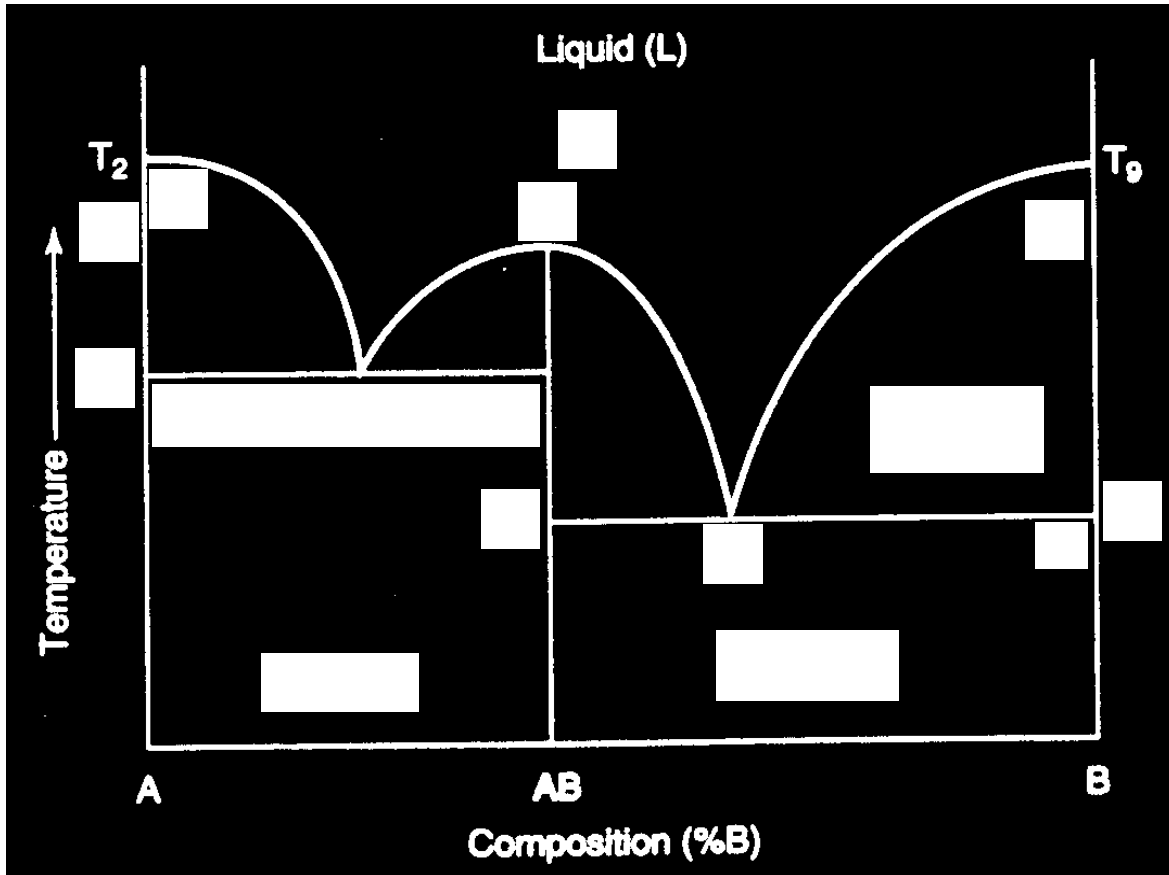 Liquid (L)
T₂
T₉
Temperature
A
AB
B
Composition (%B)